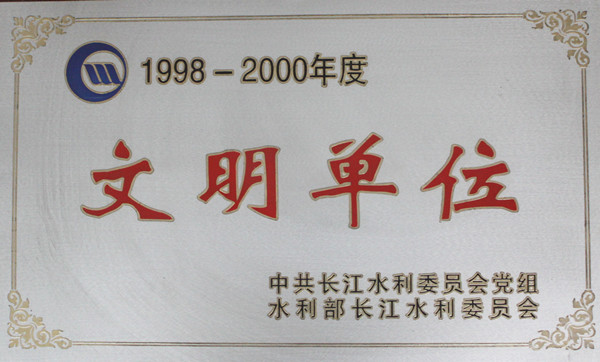 1998－2000年度
文明单位
中共长江水利委员会党组
水利部长江水利委员会